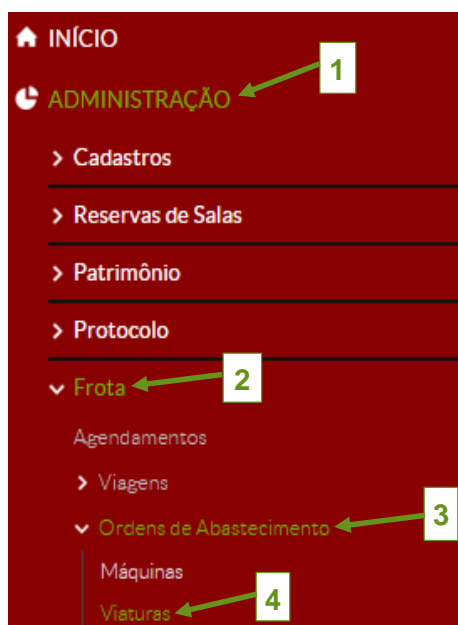 INÍCIO
1
ADMINISTRAÇÃO
Cadastros
Reservas de Salas
Patrimônio
Protocolo
2
Frota
Agendamentos
Viagens
3
Ordens de Abastecimento
Máquinas
4
Viaturas